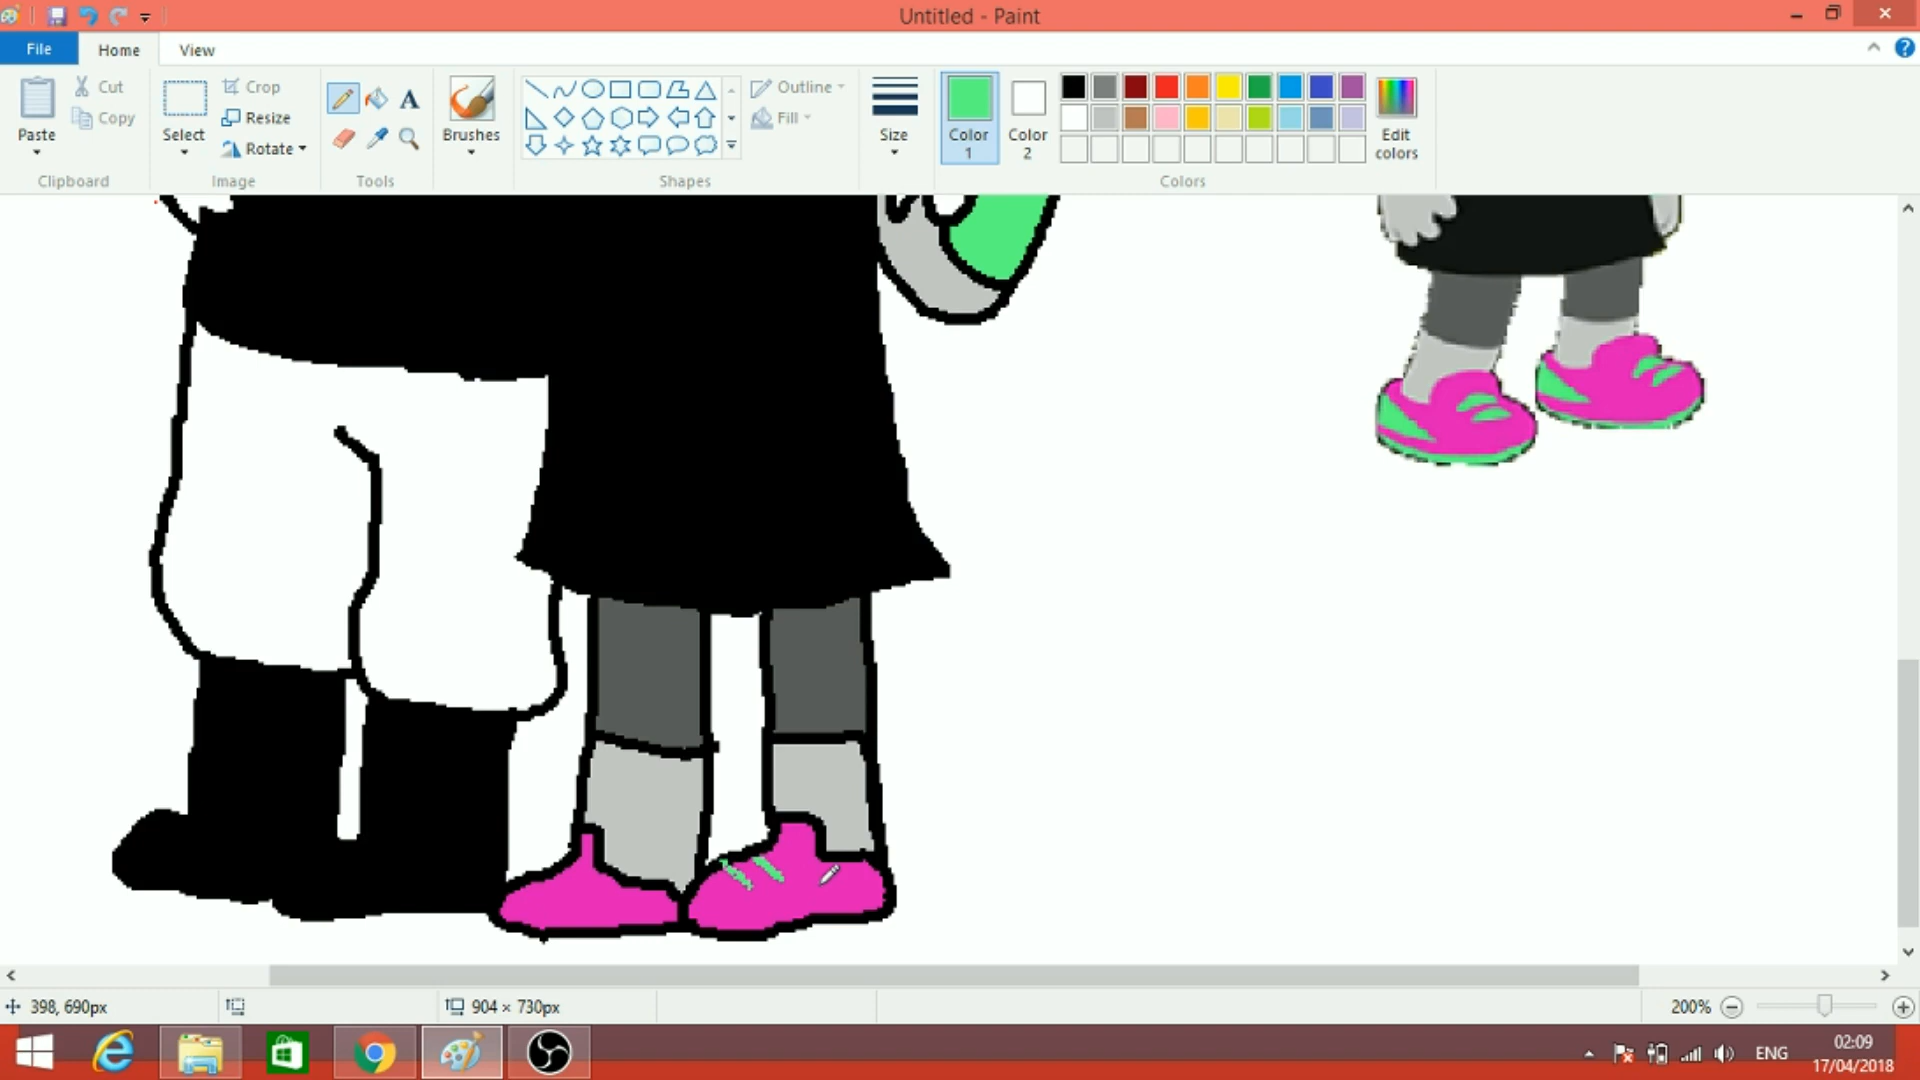 Untitled - Paint
File
Home
View
Paste
Cut
Copy
Clipboard
Select
Crop
Resize
Rotate
Image
A
Tools
Brushes
Shapes
Outline
Fill
Size
Color
1
Color
2
Edit
colors
Colors
398, 690px
904 × 730px
200%
ENG
02:09
17/04/2018